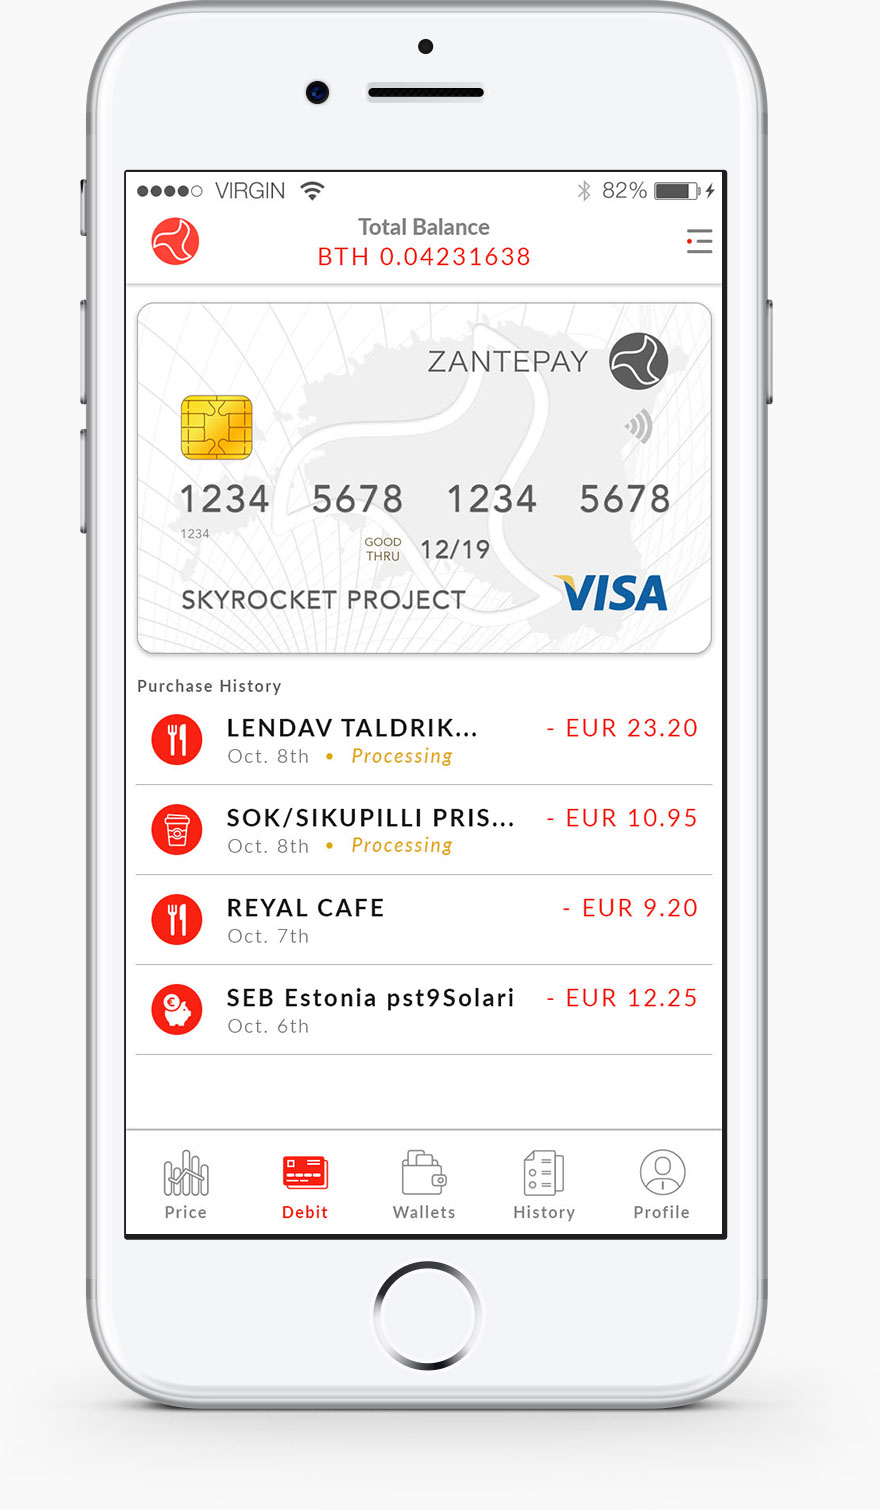 VIRGIN 82%
Total Balance
BTH 0.04231638
ZANTEPAY
1234 5678 1234 5678
1234
GOOD
THRU
12/19
SKYROCKET PROJECT
VISA
Purchase History
LENDAV TALDRIK... - EUR 23.20
Oct. 8th • Processing
SOK/SIKUPILLI PRIS... - EUR 10.95
Oct. 8th • Processing
REYAL CAFE - EUR 9.20
Oct. 7th
SEB Estonia pst9Solari - EUR 12.25
Oct. 6th
Price Debit Wallets History Profile